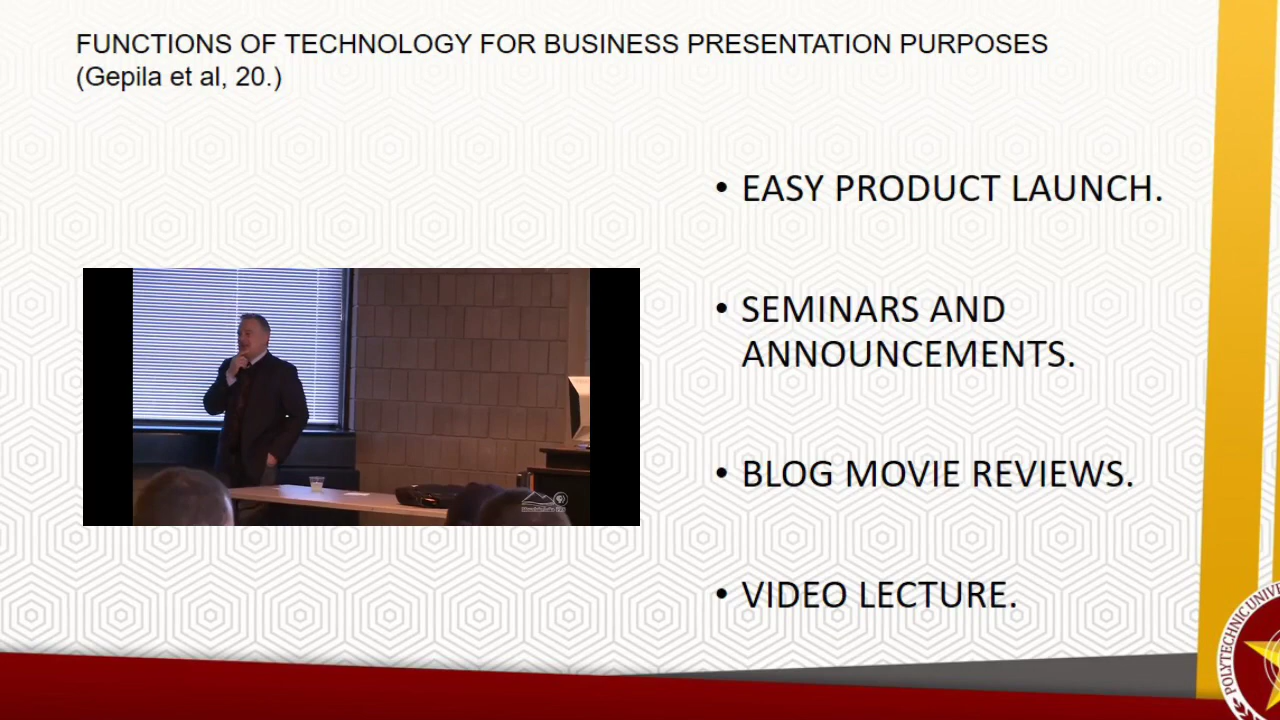 FUNCTIONS OF TECHNOLOGY FOR BUSINESS PRESENTATION PURPOSES
(Gepila et al, 20.)
• EASY PRODUCT LAUNCH.
• SEMINARS AND
ANNOUNCEMENTS.
• BLOG MOVIE REVIEWS.
• VIDEO LECTURE.
POLYTECHNIC